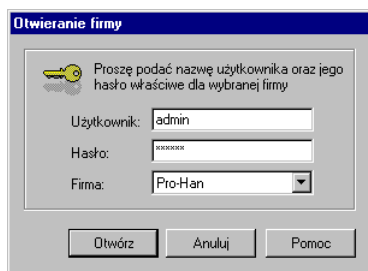 Otwieranie firmy
Proszę podać nazwę użytkownika oraz jego
hasło właściwe dla wybranej firmy
Użytkownik: admin
Hasło: ******
Firma: Pro-Han
Otwórz Anuluj Pomoc